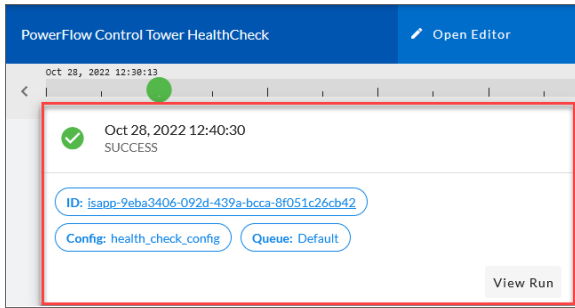 PowerFlow Control Tower HealthCheck
Open Editor
Oct 28, 2022 12:30:13
Oct 28, 2022 12:40:30
SUCCESS
ID: isapp-9eba3406-092d-439a-bcca-8f051c26cb42
Config: health_check_config
Queue: Default
View Run